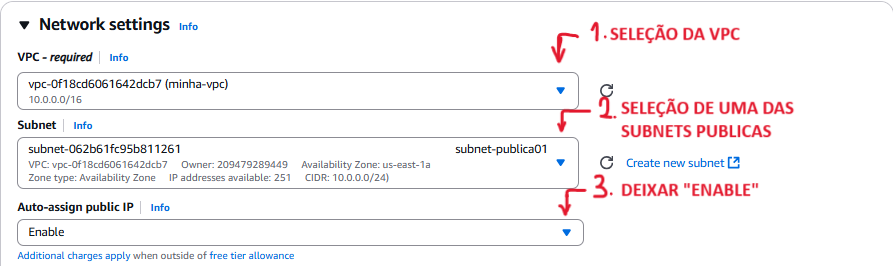 Network settings Info
1. SELEÇÃO DA VPC
VPC - required Info
vpc-0f18cd6061642dcb7 (minha-vpc)
10.0.0.0/16
2. SELEÇÃO DE UMA DAS
SUBNETS PUBLICAS
Subnet Info
subnet-062b61fc95b811261 subnet-publica01
VPC: vpc-0f18cd6061642dcb7 Owner: 209479289449 Availability Zone: us-east-1a
Zone type: Availability Zone IP addresses available: 251 CIDR: 10.0.0.0/24)
Create new subnet
3. DEIXAR "ENABLE"
Auto-assign public IP Info
Enable
Additional charges apply when outside of free tier allowance